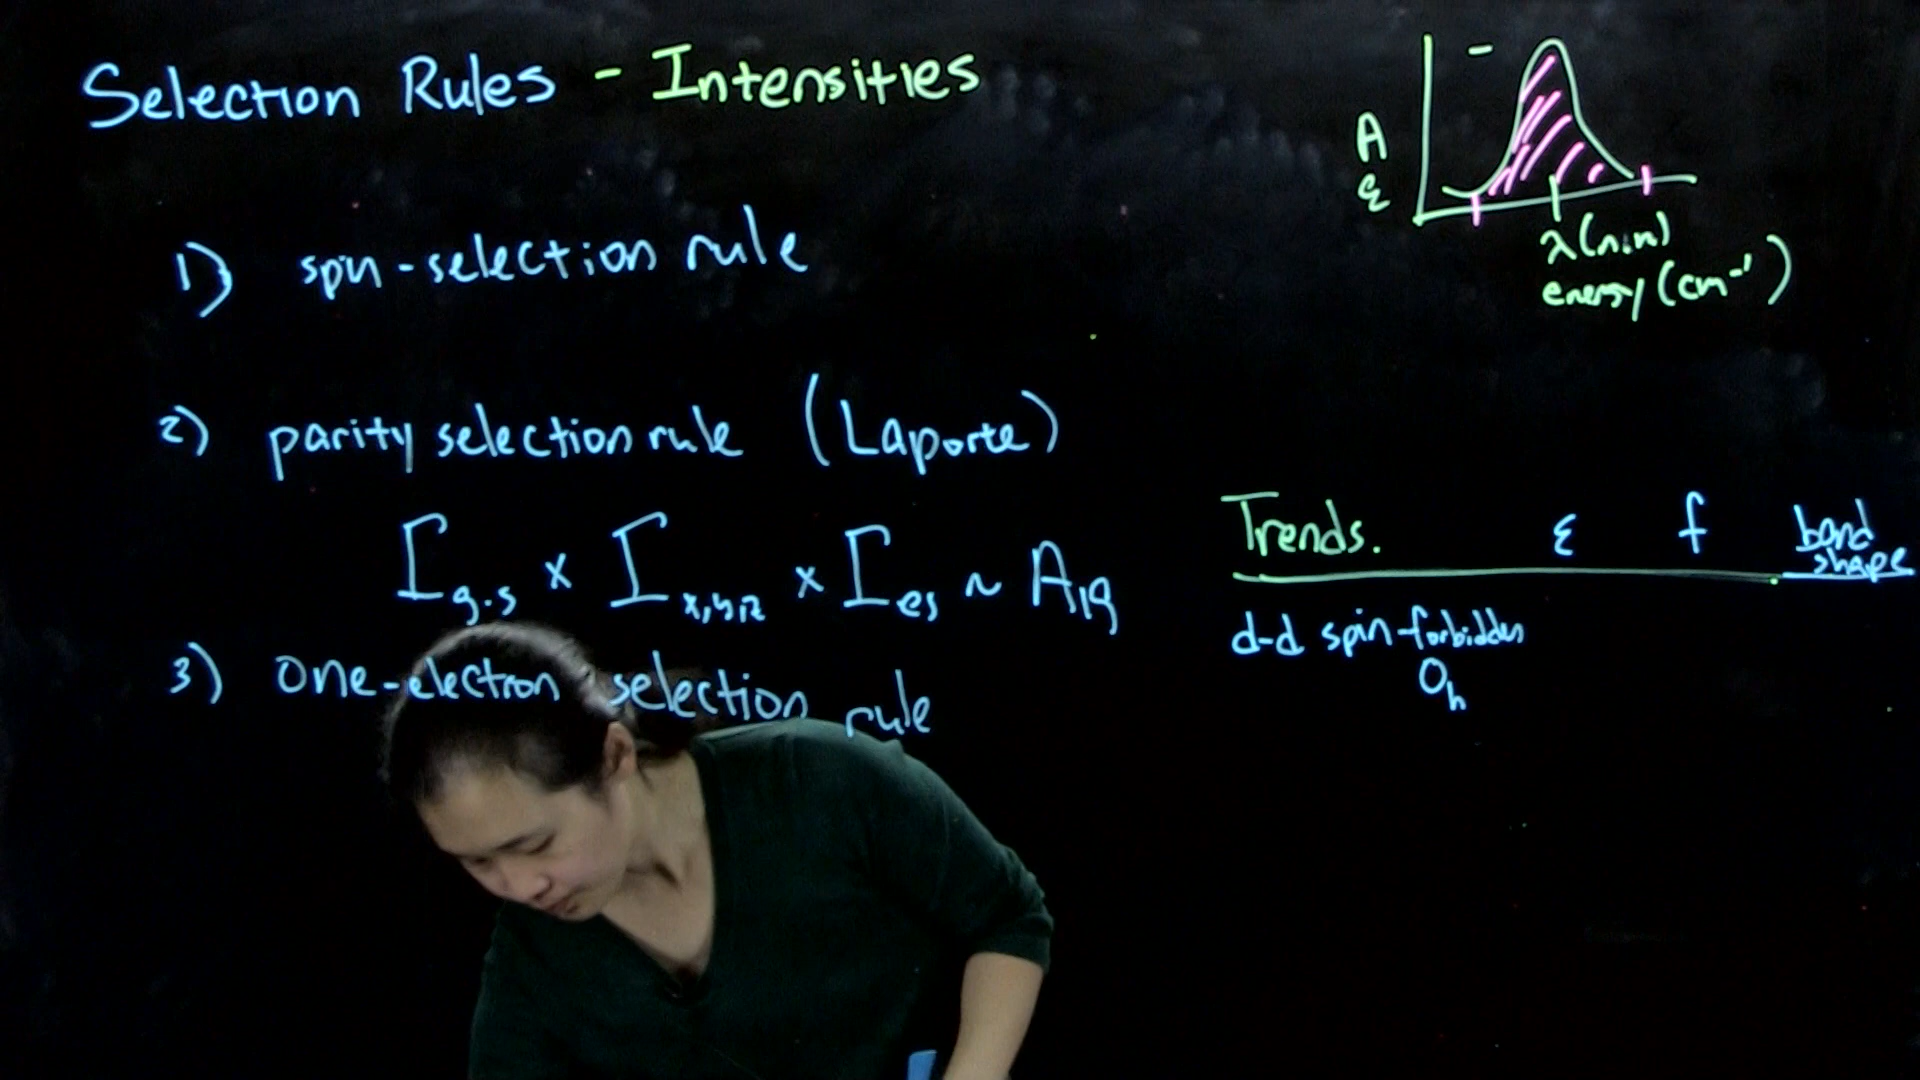 Selection Rules - Intensities
1) spin-selection rule
2) parity selection rule (Laporte)
Γg.s x Γx,y,z x Γes ~ A1g
3) one-electron selection rule
A
ε
λ(nm)
energy (cm⁻¹)
Trends. ε f band shape
d-d spin-forbidden
Oh